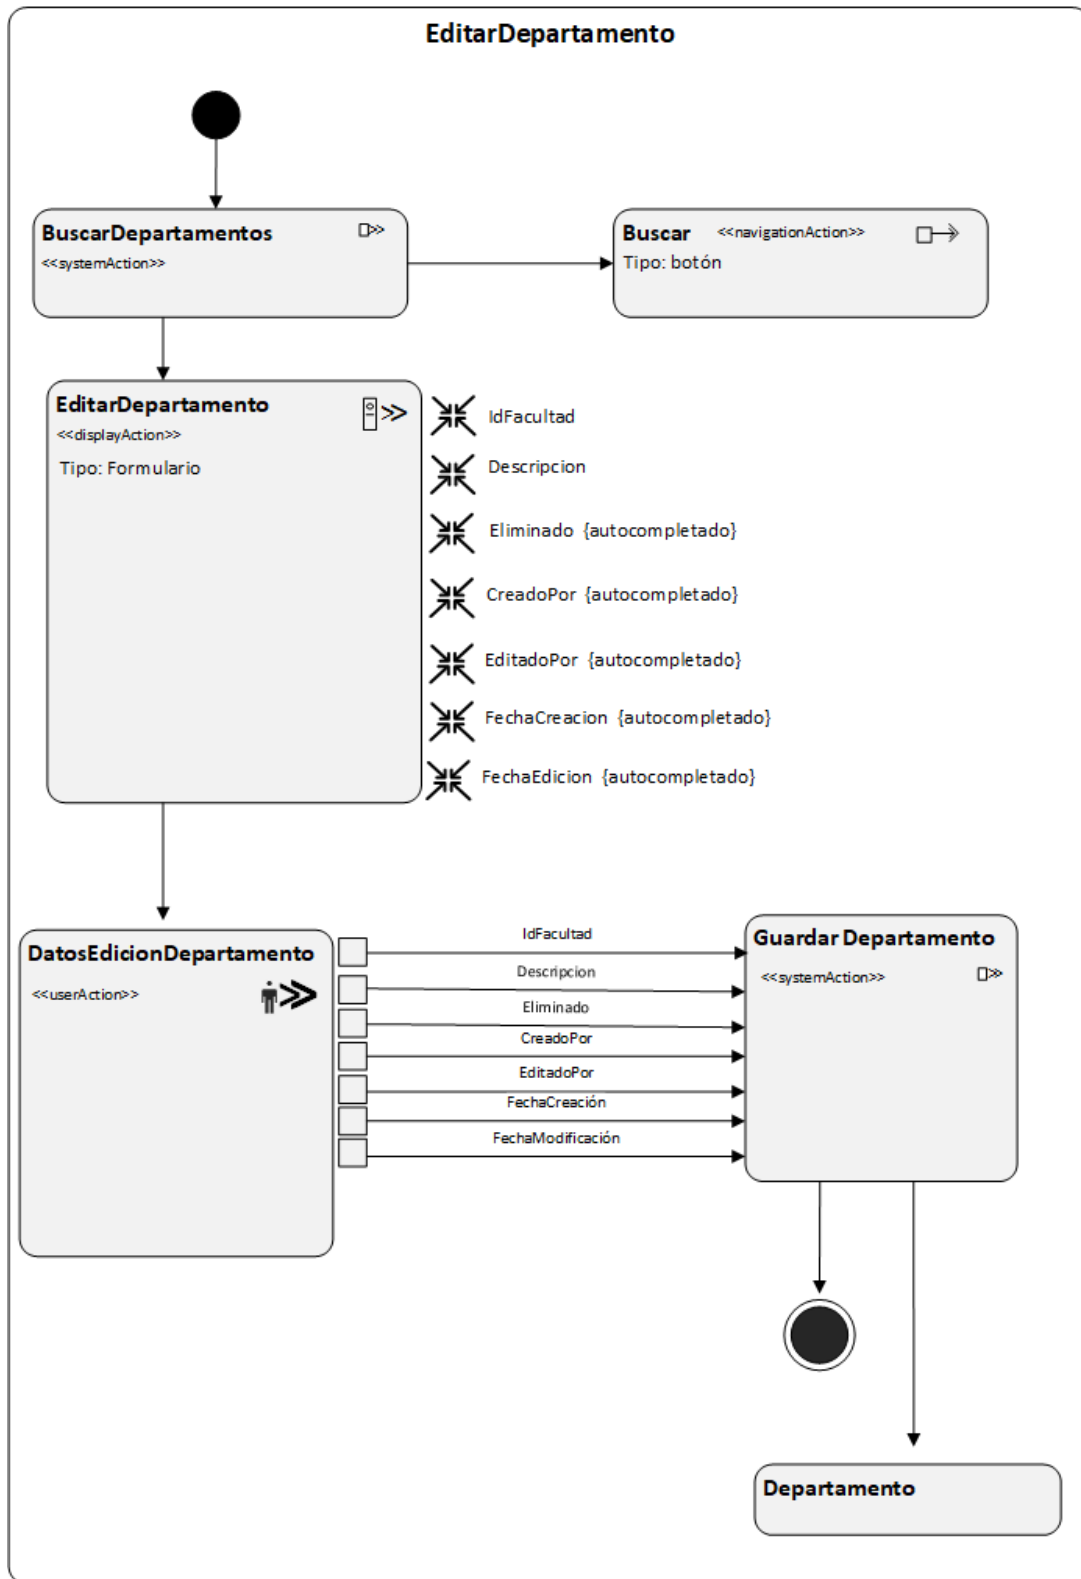 EditarDepartamento
BuscarDepartamentos
<<systemAction>>
Buscar <<navigationAction>>
Tipo: botón
EditarDepartamento
<<displayAction>>
Tipo: Formulario
IdFacultad
Descripcion
Eliminado {autocompletado}
CreadoPor {autocompletado}
EditadoPor {autocompletado}
FechaCreacion {autocompletado}
FechaEdicion {autocompletado}
DatosEdicionDepartamento
<<userAction>>
IdFacultad
Descripcion
Eliminado
CreadoPor
EditadoPor
FechaCreación
FechaModificación
Guardar Departamento
<<systemAction>>
Departamento